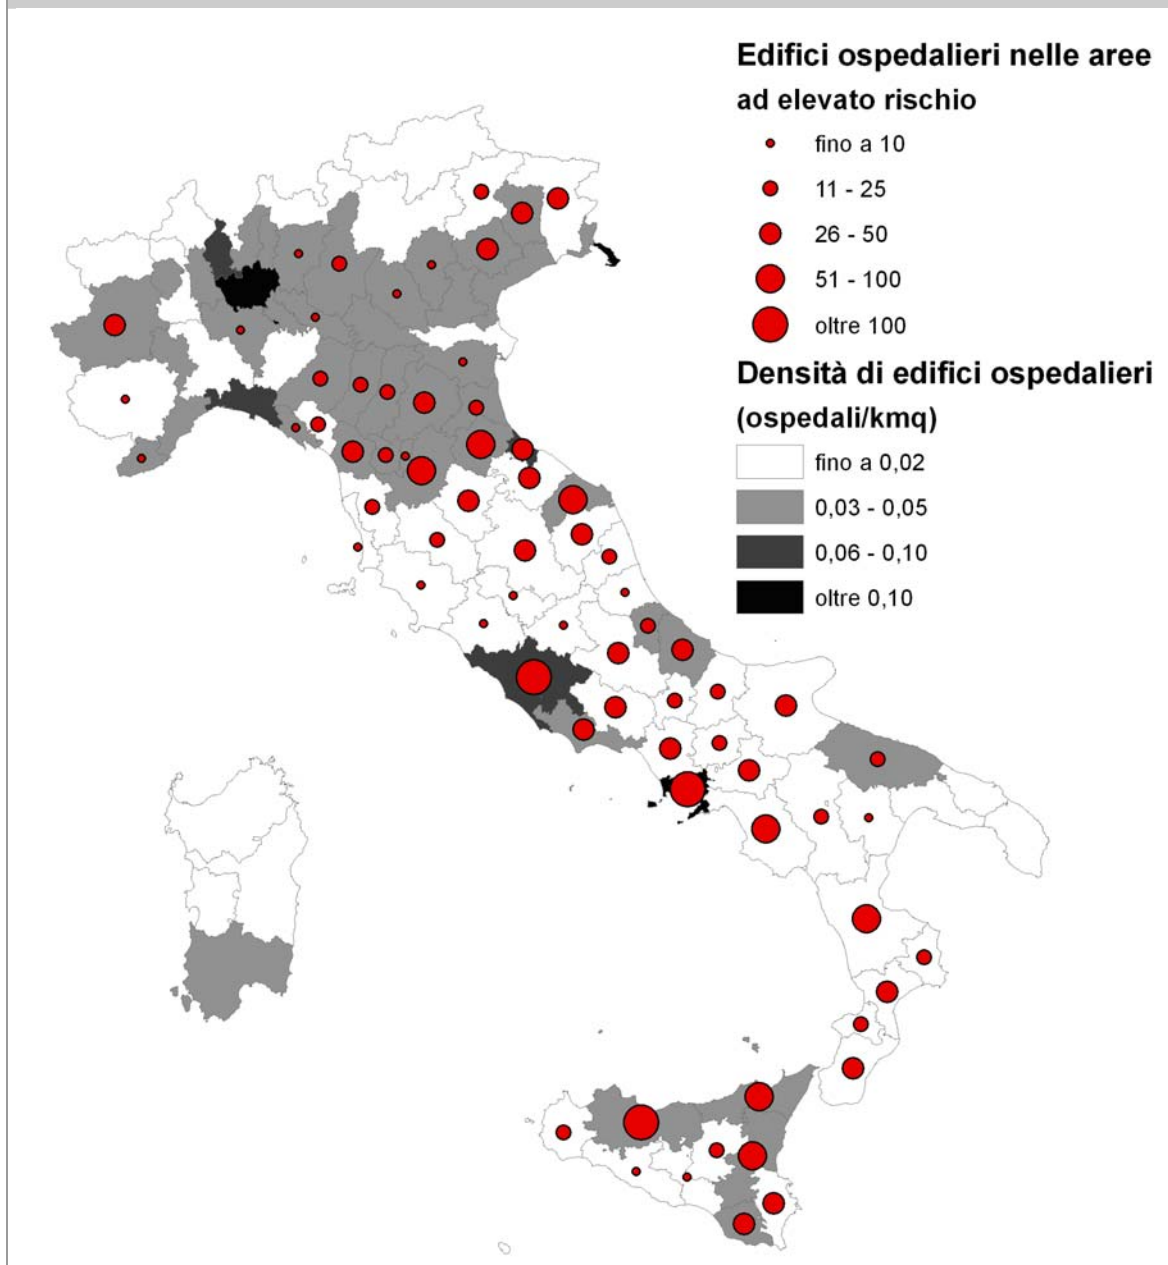 Edifici ospedalieri nelle aree
ad elevato rischio
fino a 10
11 - 25
26 - 50
51 - 100
oltre 100
Densità di edifici ospedalieri
(ospedali/kmq)
fino a 0,02
0,03 - 0,05
0,06 - 0,10
oltre 0,10